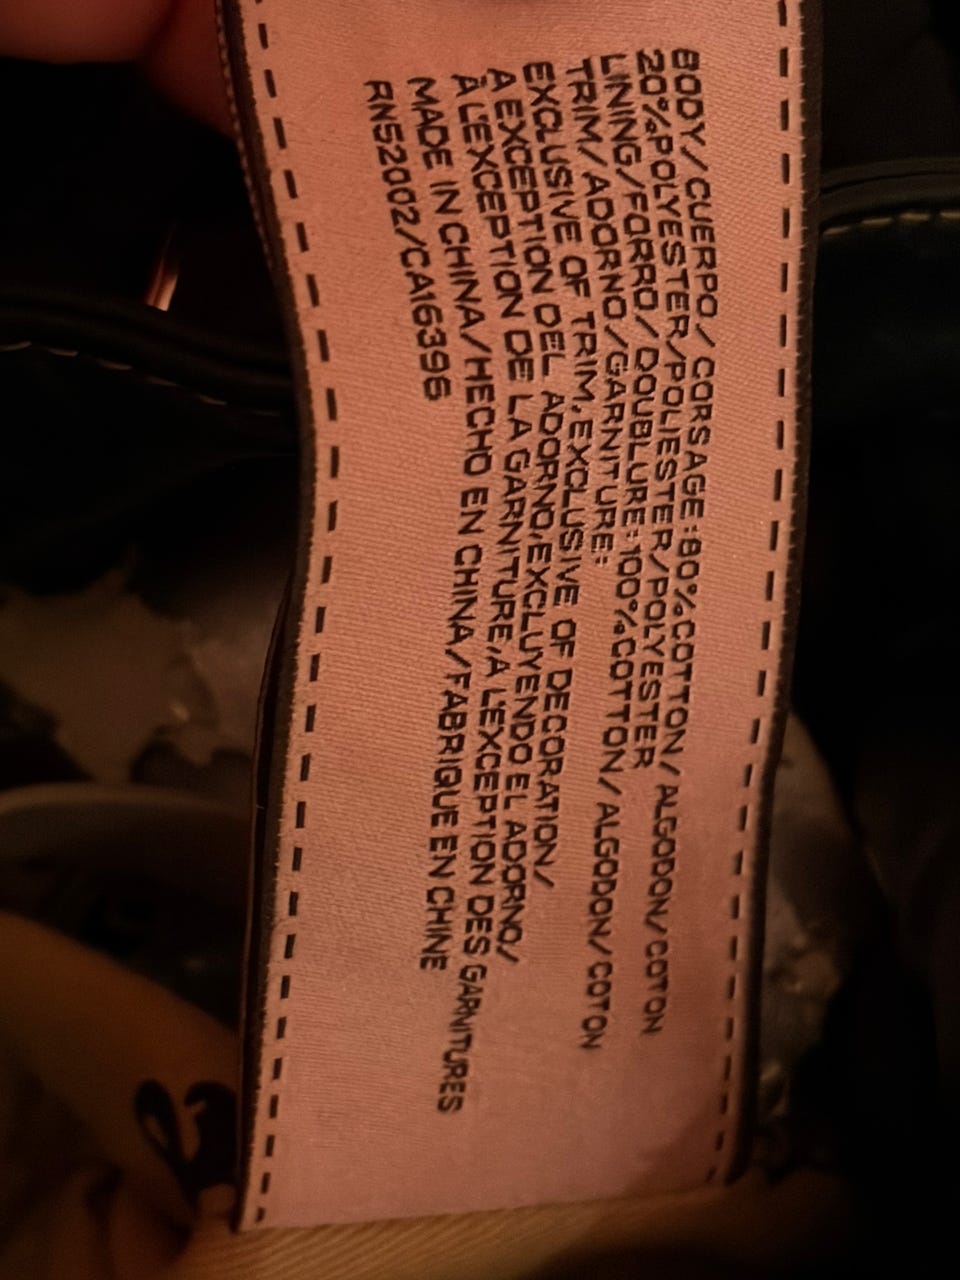 BODY/CUERPO/ CORSAGE :80%COTTON/ ALGODON/ COTON
20%POLYESTER/POLIESTER/POLYESTER
LINING/FORRO/ DOUBLURE: 100%COTTON/ ALGODON/ COTON
TRIM/ ADORNO/GARNITURE:
EXCLUSIVE OF TRIM,EXCLUSIVE OF DECORATION/
A EXCEPTION DEL ADORNO,EXCLUYENDO EL ADORNO/
À L'EXCEPTION DE LA GARNITURE,À L'EXCEPTION DES GARNITURES
MADE IN CHINA/HECHO EN CHINA/FABRIQUE EN CHINE
RN52002/CA16396